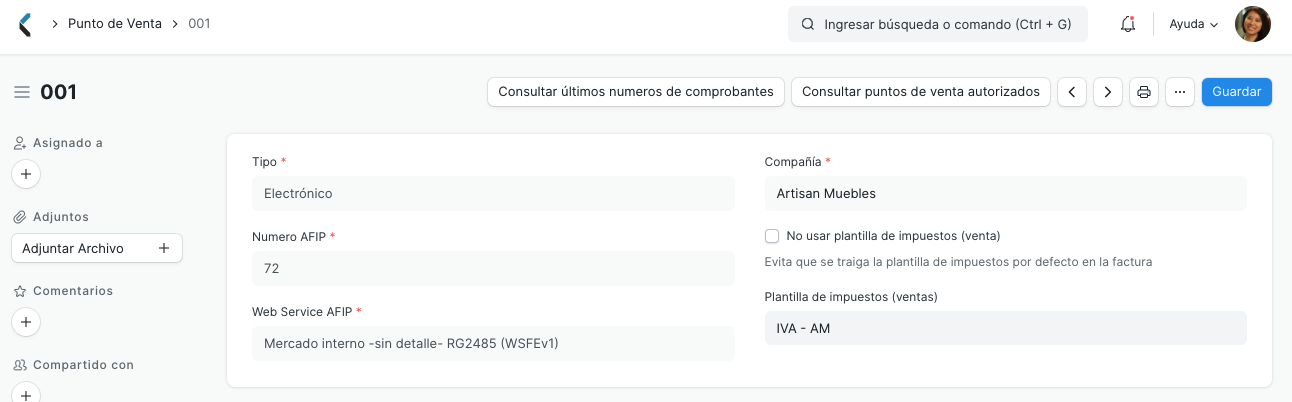 Punto de Venta 001
Ingresar búsqueda o comando (Ctrl + G)
Ayuda
001
Consultar últimos numeros de comprobantes
Consultar puntos de venta autorizados
Guardar
Asignado a
Adjuntos
Adjuntar Archivo
Comentarios
Compartido con
Tipo *
Electrónico
Numero AFIP *
72
Web Service AFIP *
Mercado interno -sin detalle- RG2485 (WSFEv1)
Compañía *
Artisan Muebles
No usar plantilla de impuestos (venta)
Evita que se traiga la plantilla de impuestos por defecto en la factura
Plantilla de impuestos (ventas)
IVA - AM